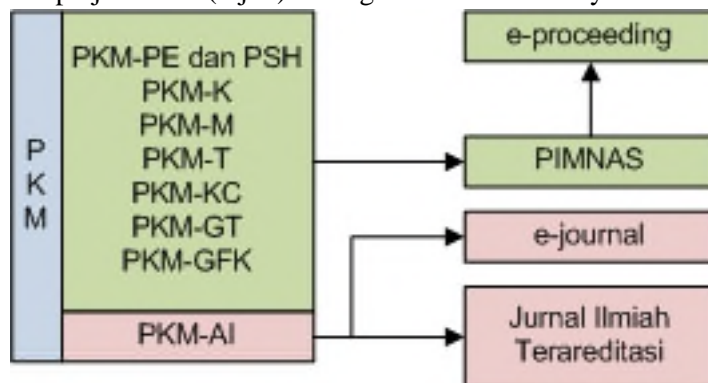 PKM
PKM-PE dan PSH
PKM-K
PKM-M
PKM-T
PKM-KC
PKM-GT
PKM-GFK
PKM-AI
e-proceeding
PIMNAS
e-journal
Jurnal Ilmiah
Terareditasi